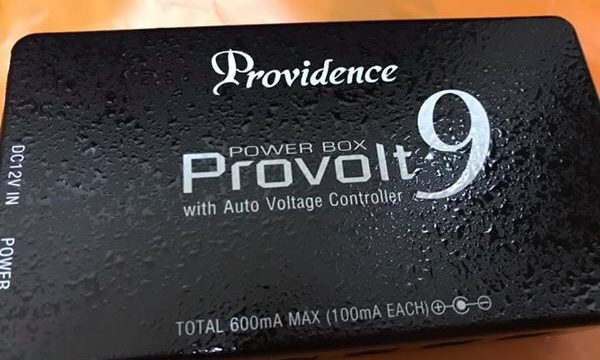 Providence
POWER BOX
Provolt 9
with Auto Voltage Controller
DC12V IN
POWER
TOTAL 600mA MAX (100mA EACH)